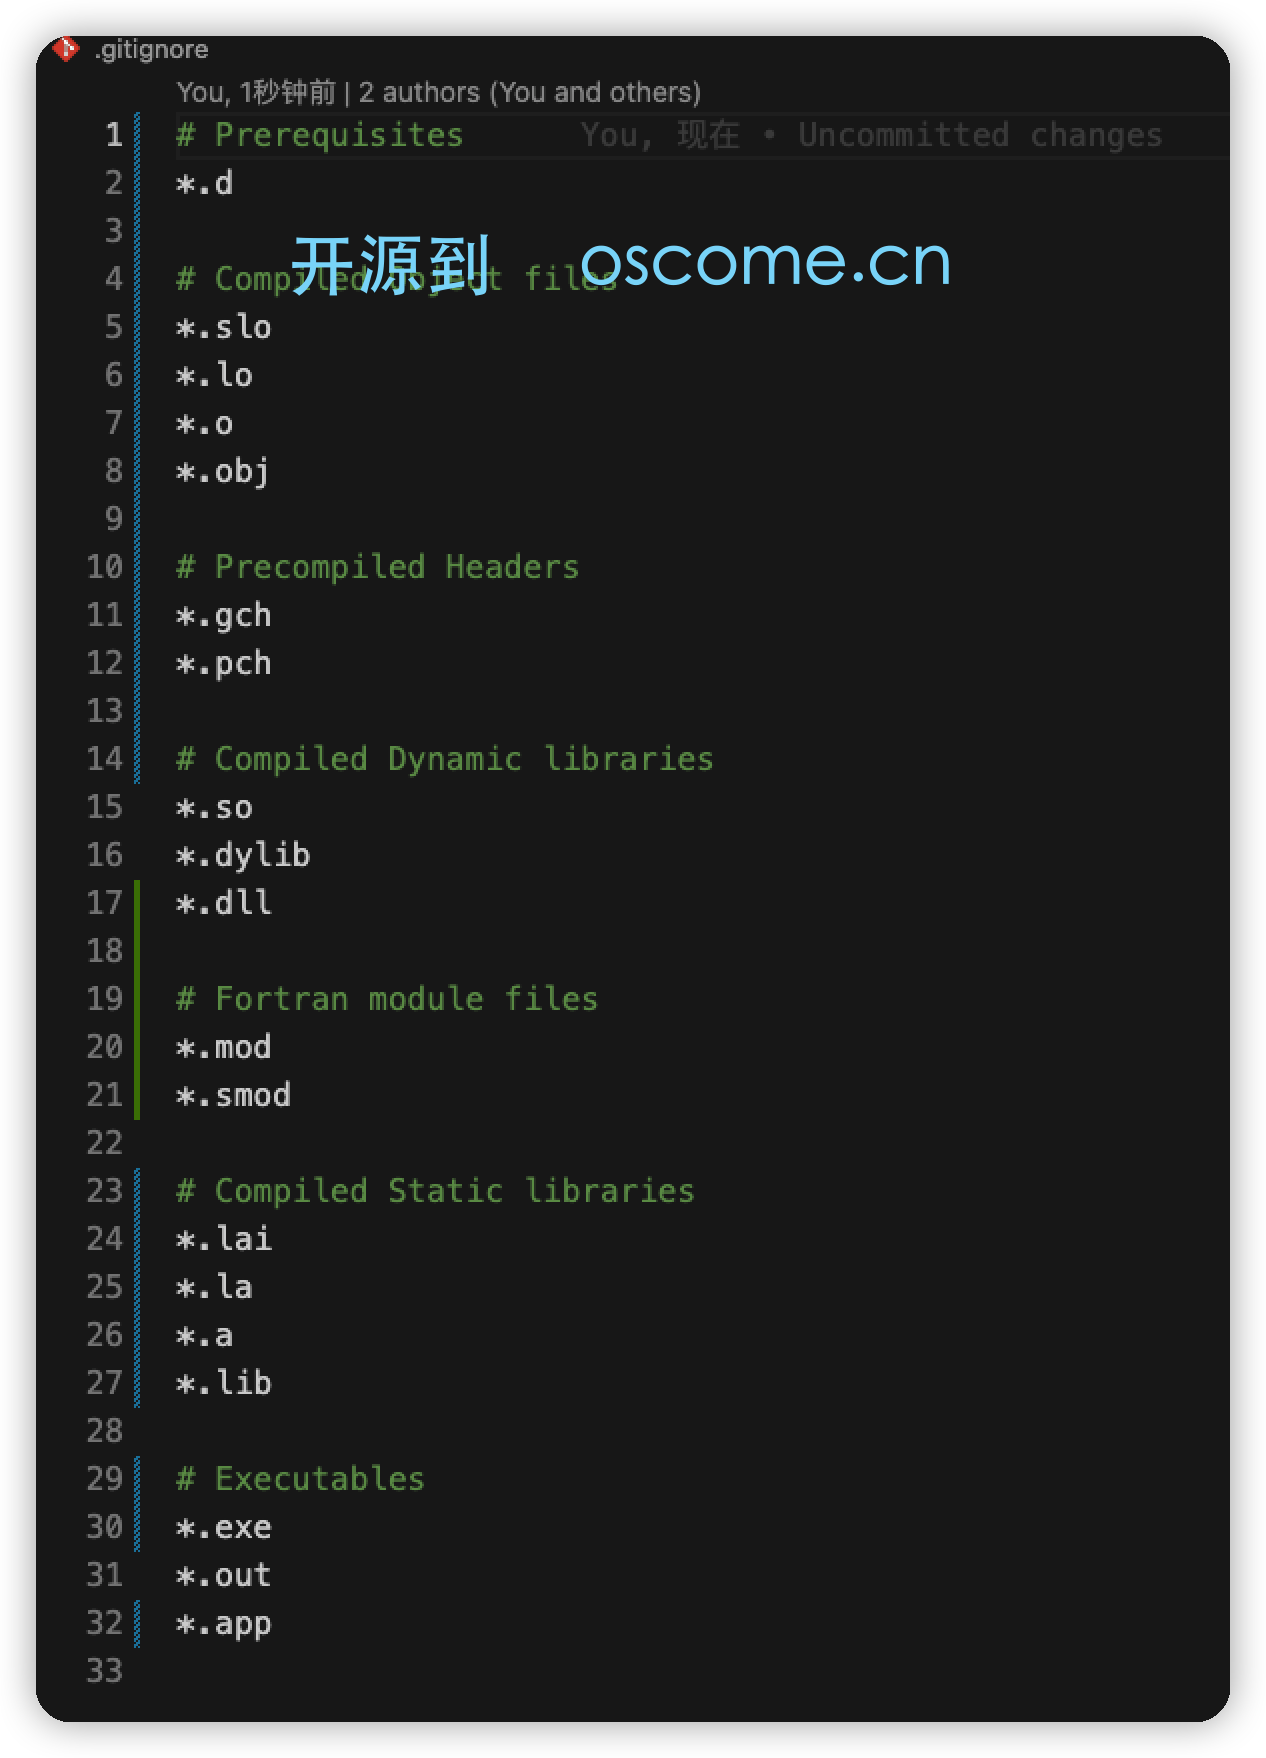 .gitignore
You, 1秒钟前 | 2 authors (You and others)
1 # Prerequisites You, 现在 • Uncommitted changes
2 *.d
3
开源到 oscome.cn
4 # Compiled Object files
5 *.slo
6 *.lo
7 *.o
8 *.obj
9
10 # Precompiled Headers
11 *.gch
12 *.pch
13
14 # Compiled Dynamic libraries
15 *.so
16 *.dylib
17 *.dll
18
19 # Fortran module files
20 *.mod
21 *.smod
22
23 # Compiled Static libraries
24 *.lai
25 *.la
26 *.a
27 *.lib
28
29 # Executables
30 *.exe
31 *.out
32 *.app
33